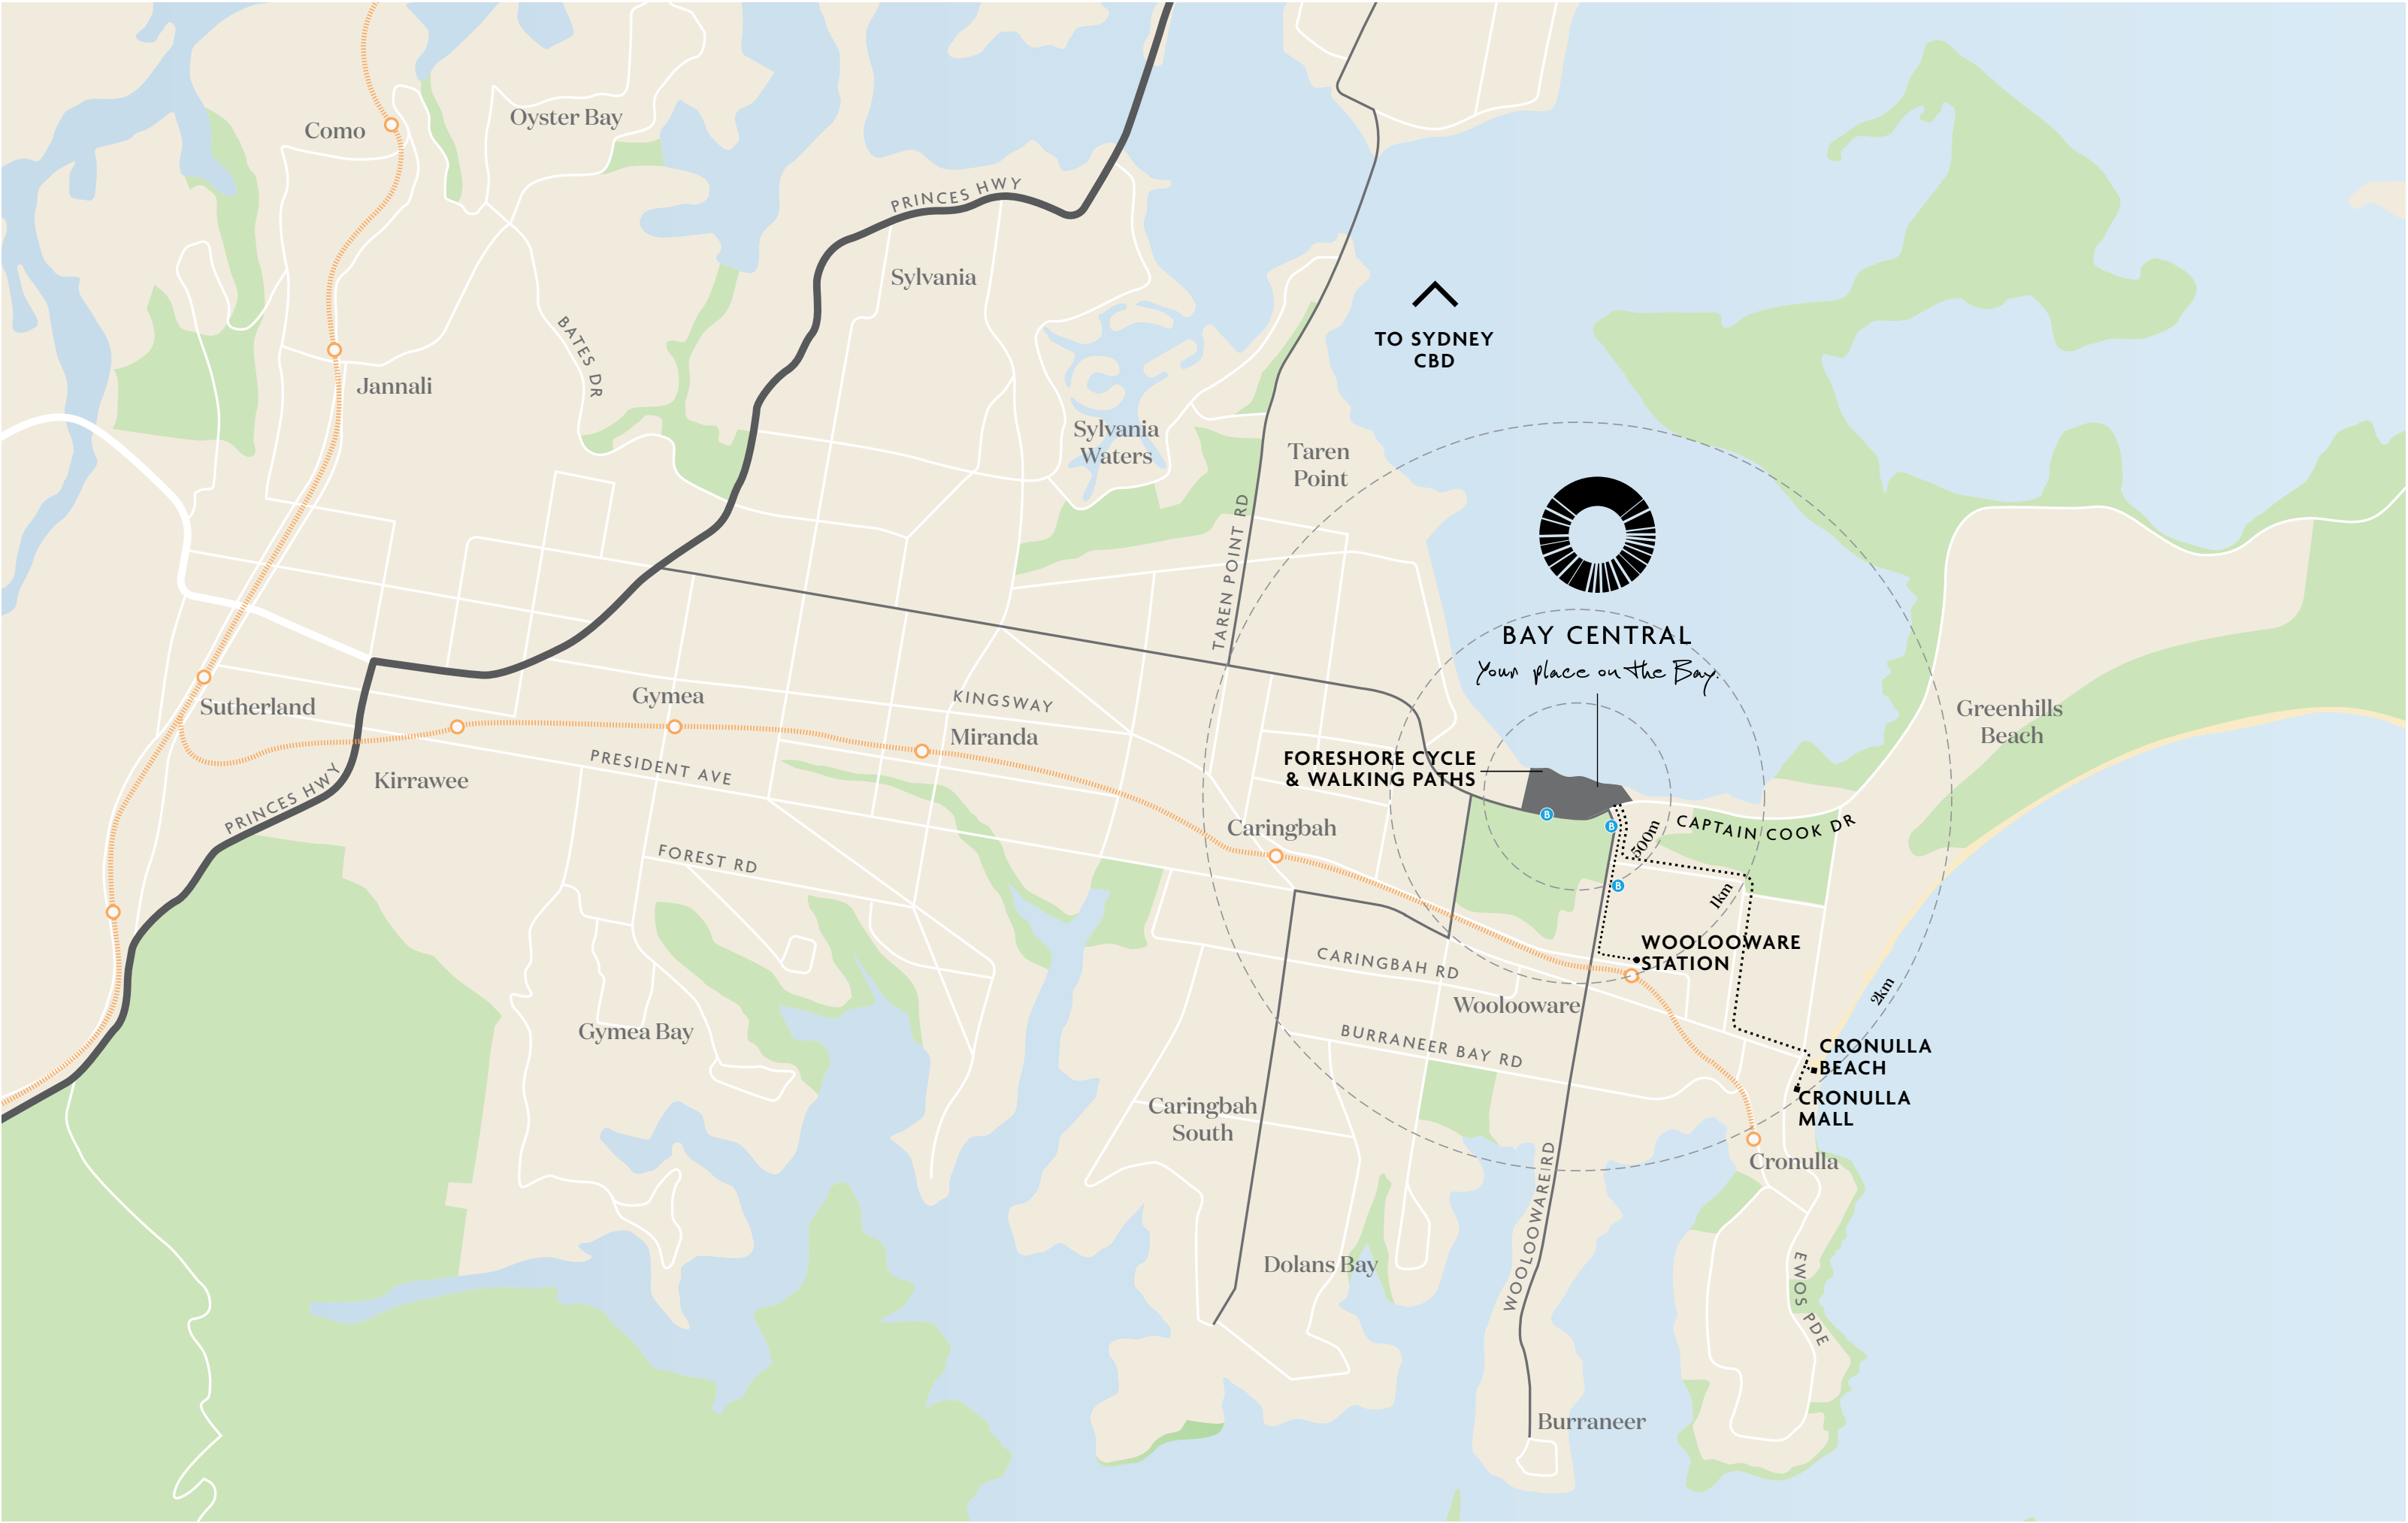 Como
Oyster Bay
PRINCES HWY
Sylvania
BATES DR
Jannali
TO SYDNEY
CBD
Sylvania
Waters
Taren
Point
TAREN POINT RD
BAY CENTRAL
Your place on the Bay.
Sutherland
Gymea
KINGSWAY
Miranda
Greenhills
Beach
FORESHORE CYCLE
& WALKING PATHS
PRESIDENT AVE
Kirrawee
PRINCES HWY
B
B
B
Caringbah
CAPTAIN COOK DR
500m
FOREST RD
1km
WOOLOOWARE
STATION
CARINGBAH RD
Woolooware
2km
Gymea Bay
BURRANEER BAY RD
CRONULLA
BEACH
CRONULLA
MALL
Caringbah
South
Cronulla
WOOLOOWAREIRD
Dolans Bay
EWOS PDE
Burraneer